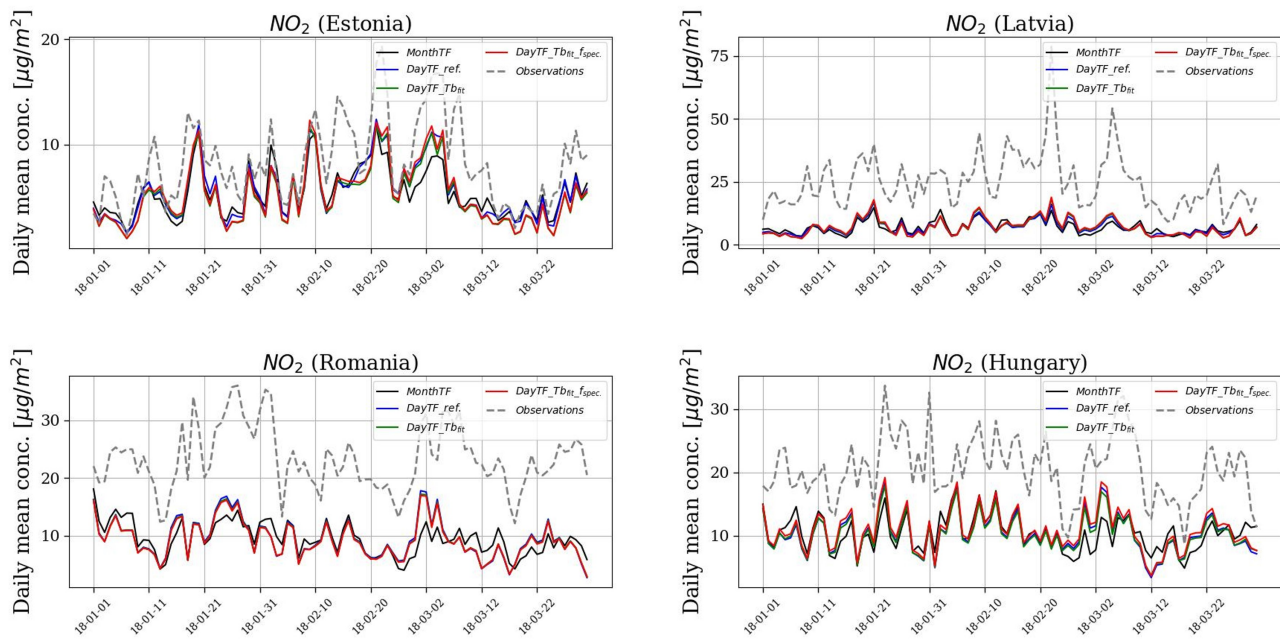 NO2 (Estonia)
Daily mean conc. [μg/m²]
20
10
MonthTF
DayTF_ref.
DayTF_Tbfit
DayTF_Tbfit_fspec.
Observations
18-01-01
18-01-11
18-01-21
18-01-31
18-02-10
18-02-20
18-03-02
18-03-12
18-03-22
NO2 (Latvia)
Daily mean conc. [μg/m²]
75
50
25
0
MonthTF
DayTF_ref.
DayTF_Tbfit
DayTF_Tbfit_fspec.
Observations
18-01-01
18-01-11
18-01-21
18-01-31
18-02-10
18-02-20
18-03-02
18-03-12
18-03-22
NO2 (Romania)
Daily mean conc. [μg/m²]
30
20
10
MonthTF
DayTF_ref.
DayTF_Tbfit
DayTF_Tbfit_fspec.
Observations
18-01-01
18-01-11
18-01-21
18-01-31
18-02-10
18-02-20
18-03-02
18-03-12
18-03-22
NO2 (Hungary)
Daily mean conc. [μg/m²]
30
20
10
MonthTF
DayTF_ref.
DayTF_Tbfit
DayTF_Tbfit_fspec.
Observations
18-01-01
18-01-11
18-01-21
18-01-31
18-02-10
18-02-20
18-03-02
18-03-12
18-03-22